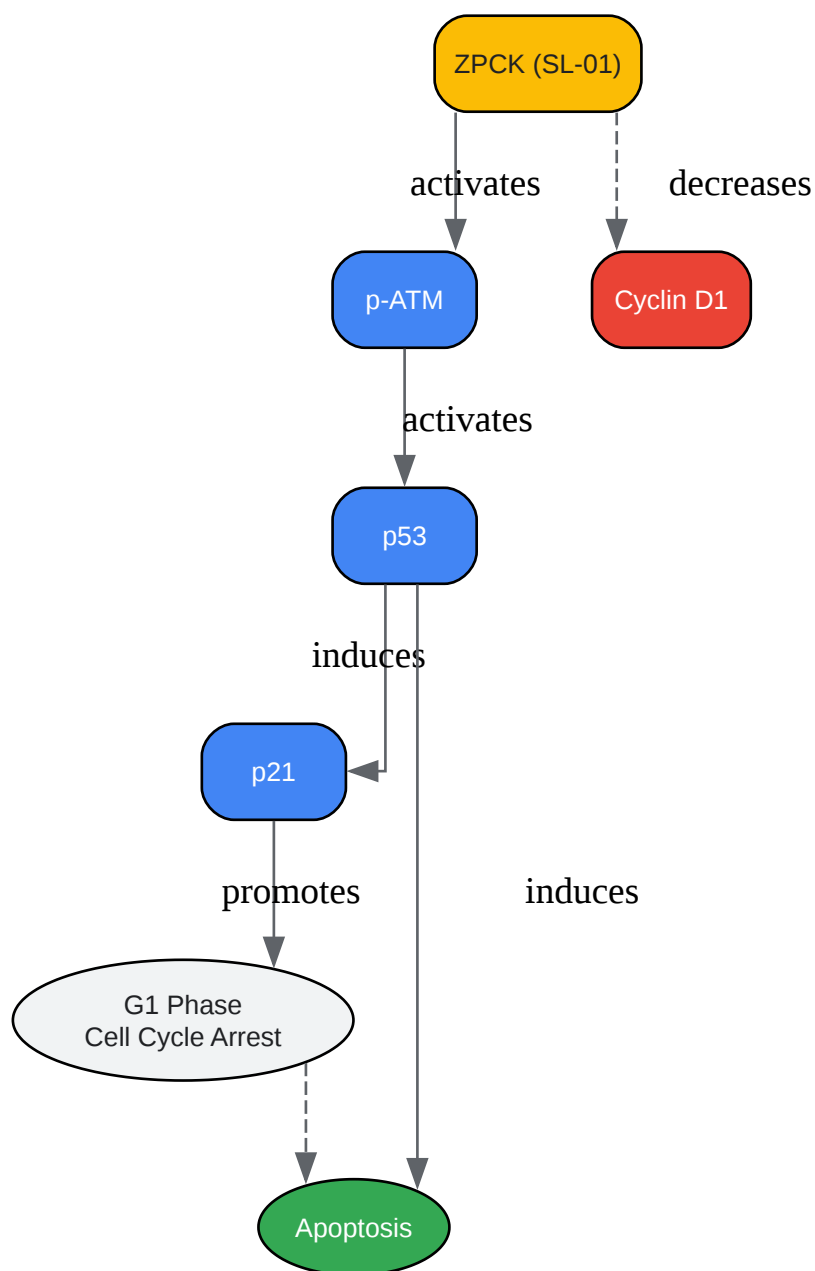 ZPCK (SL-01)
activates
decreases
p-ATM
Cyclin D1
activates
p53
induces
p21
promotes
induces
G1 Phase
Cell Cycle Arrest
Apoptosis